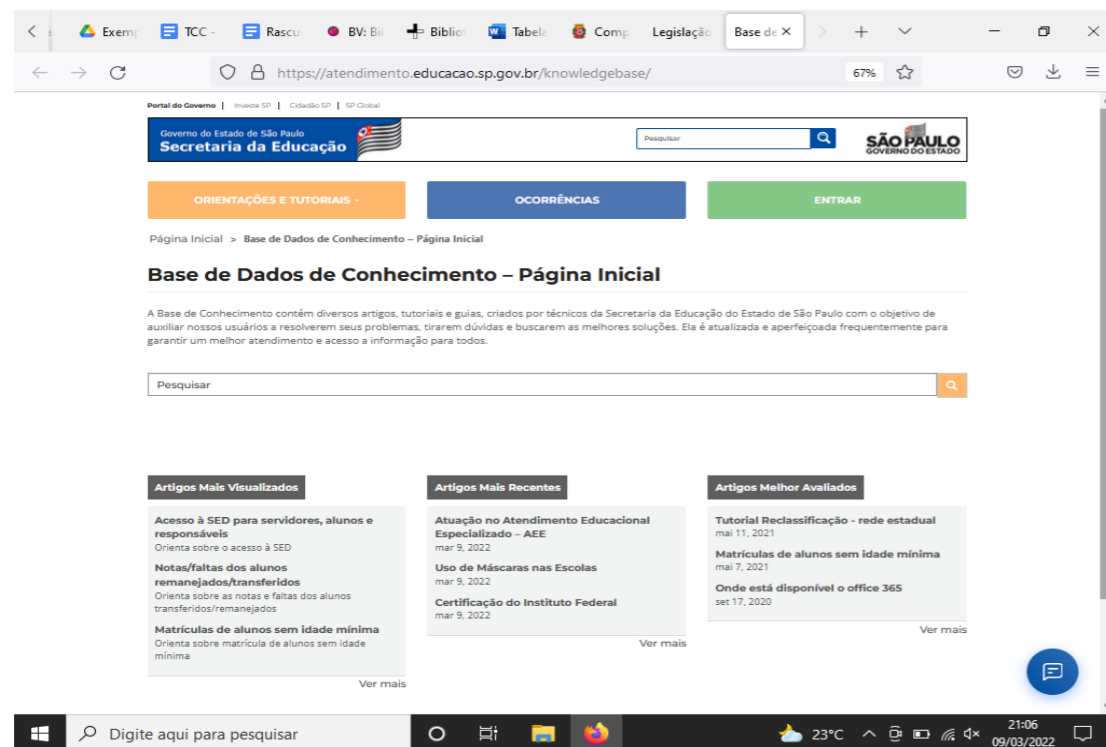 Exemp
TCC -
Rascu
BV: Bil
Bibliot
Tabela
Comp
Legislação
Base de
https://atendimento.educacao.sp.gov.br/knowledgebase/
67%
Portal do Governo | Investe SP | Cidadão SP | SP Global
Governo do Estado de São Paulo
Secretaria da Educação
Pesquisar
SÃO PAULO
GOVERNO DO ESTADO
ORIENTAÇÕES E TUTORIAIS
OCORRÊNCIAS
ENTRAR
Página Inicial > Base de Dados de Conhecimento – Página Inicial
Base de Dados de Conhecimento – Página Inicial
A Base de Conhecimento contém diversos artigos, tutoriais e guias, criados por técnicos da Secretaria da Educação do Estado de São Paulo com o objetivo de
auxiliar nossos usuários a resolverem seus problemas, tirarem dúvidas e buscarem as melhores soluções. Ela é atualizada e aperfeiçoada frequentemente para
garantir um melhor atendimento e acesso a informação para todos.
Pesquisar
Artigos Mais Visualizados
Acesso à SED para servidores, alunos e
responsáveis
Orienta sobre o acesso à SED
Notas/faltas dos alunos
remanejados/transferidos
Orienta sobre as notas e faltas dos alunos
transferidos/remanejados
Matrículas de alunos sem idade mínima
Orienta sobre matrícula de alunos sem idade
mínima
Ver mais
Artigos Mais Recentes
Atuação no Atendimento Educacional
Especializado – AEE
mar 9, 2022
Uso de Máscaras nas Escolas
mar 9, 2022
Certificação do Instituto Federal
mar 9, 2022
Ver mais
Artigos Melhor Avaliados
Tutorial Reclassificação - rede estadual
mai 11, 2021
Matrículas de alunos sem idade mínima
mai 7, 2021
Onde está disponível o office 365
set 17, 2020
Ver mais
Digite aqui para pesquisar
23°C
21:06
09/03/2022